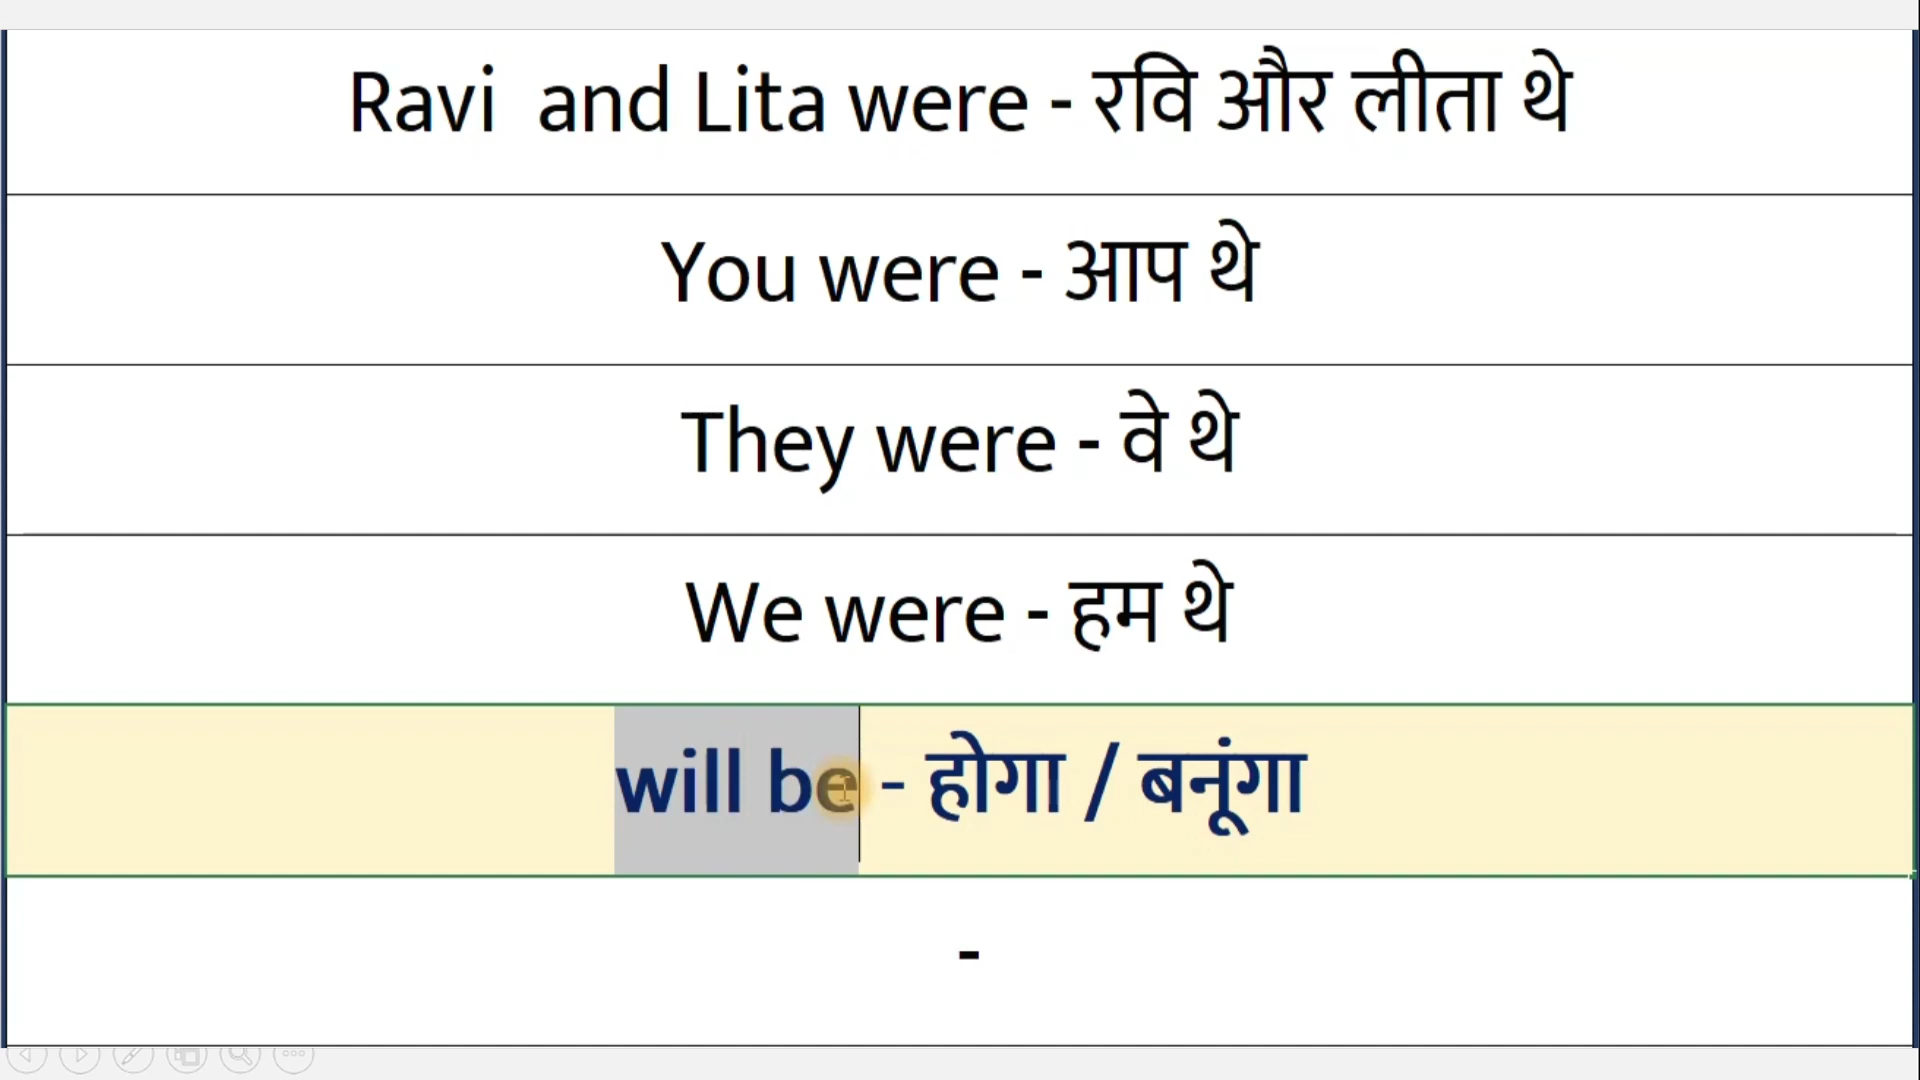 Ravi  and Lita were - रवि और लीता थे
You were - आप थे
They were - वे थे
We were - हम थे
will be - होगा / बनूंगा
-